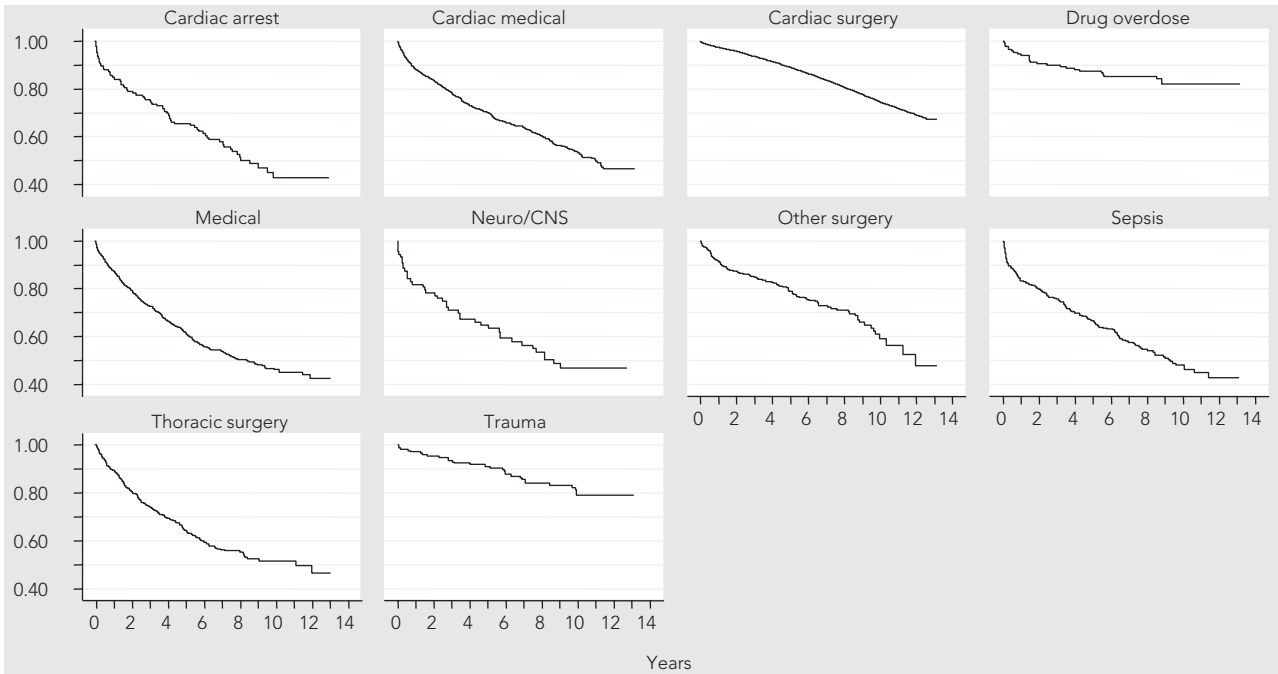 Cardiac arrest Cardiac medical Cardiac surgery Drug overdose
1.00
0.80
0.60
0.40
Medical Neuro/CNS Other surgery Sepsis
1.00
0.80
0.60
0.40
0 2 4 6 8 10 12 14 0 2 4 6 8 10 12 14
Thoracic surgery Trauma
1.00
0.80
0.60
0.40
0 2 4 6 8 10 12 14 0 2 4 6 8 10 12 14
Years